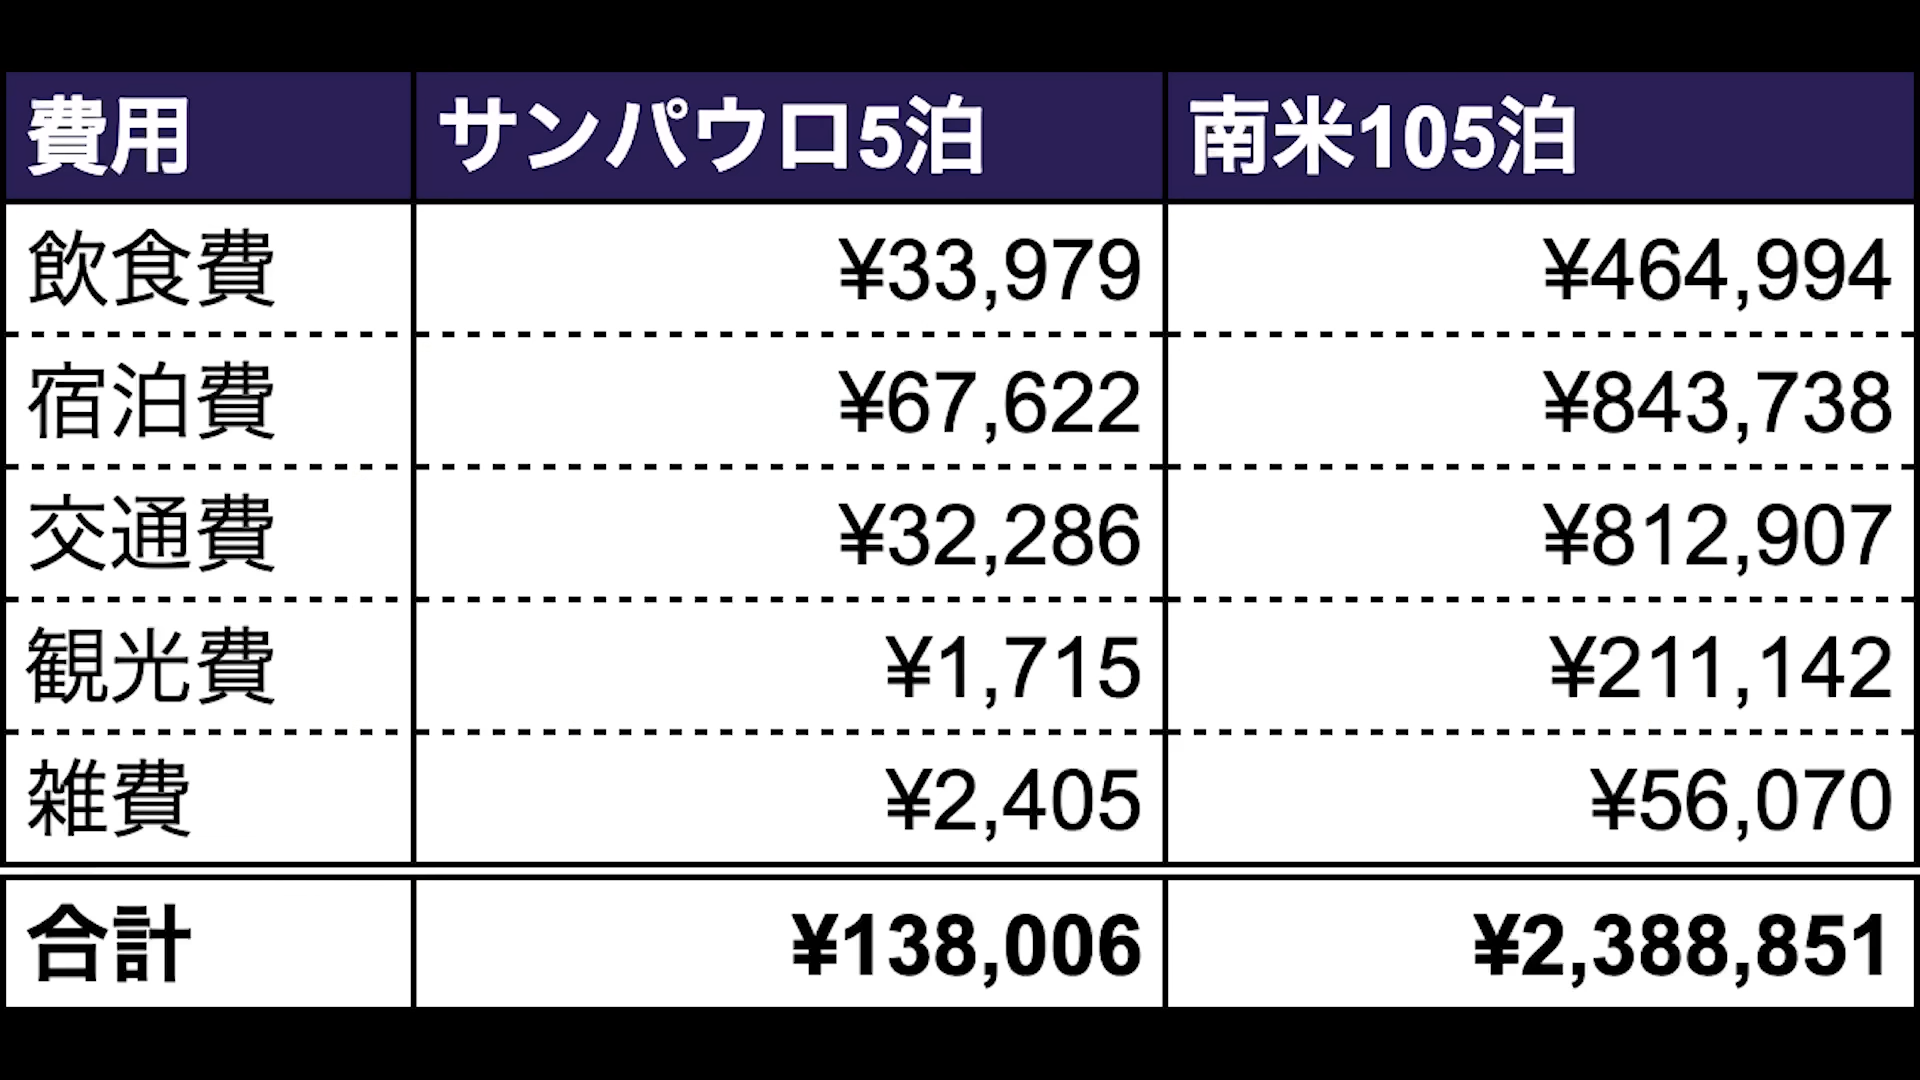 費用 サンパウロ5泊 南米105泊
飲食費 ¥33,979 ¥464,994
宿泊費 ¥67,622 ¥843,738
交通費 ¥32,286 ¥812,907
観光費 ¥1,715 ¥211,142
雑費 ¥2,405 ¥56,070
合計 ¥138,006 ¥2,388,851